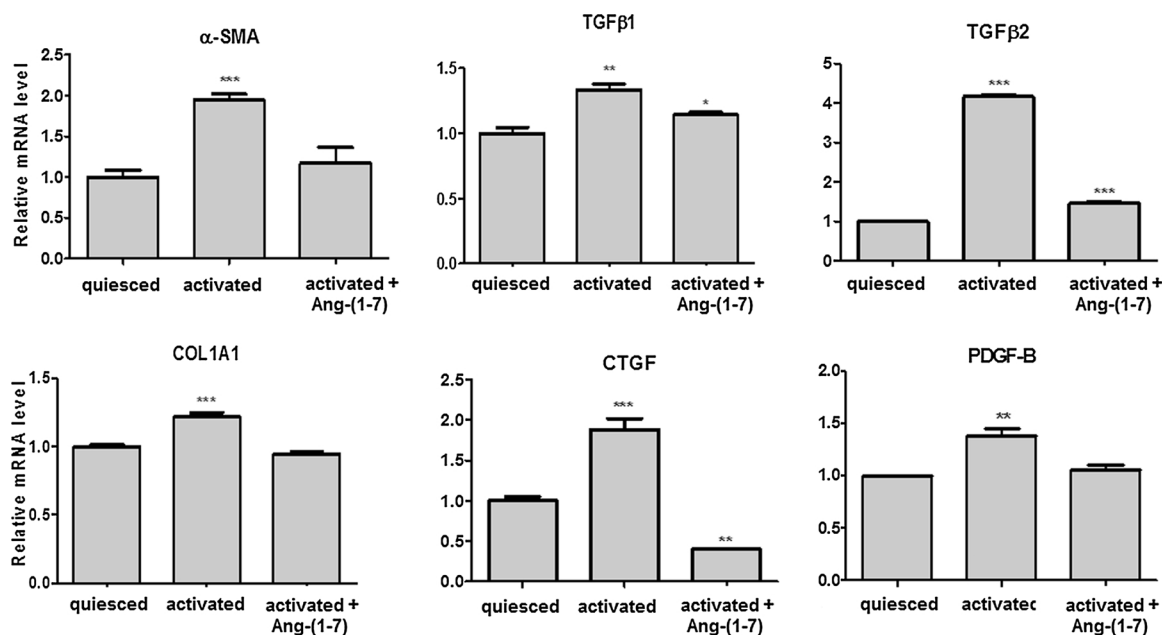 α-SMA
Relative mRNA level
2.5
2.0
1.5
1.0
0.5
0.0
***
quiesced
activated
activated +
Ang-(1-7)
TGFβ1
1.5
1.0
0.5
0.0
**
*
quiesced
activated
activated +
Ang-(1-7)
TGFβ2
5
4
3
2
1
0
***
***
quiesced
activated
activated +
Ang-(1-7)
COL1A1
Relative mRNA level
1.5
1.0
0.5
0.0
***
quiesced
activated
activated +
Ang-(1-7)
CTGF
2.5
2.0
1.5
1.0
0.5
0.0
***
**
quiesced
activated
activated +
Ang-(1-7)
PDGF-B
2.0
1.5
1.0
0.5
0.0
**
quiesced
activated
activated +
Ang-(1-7)